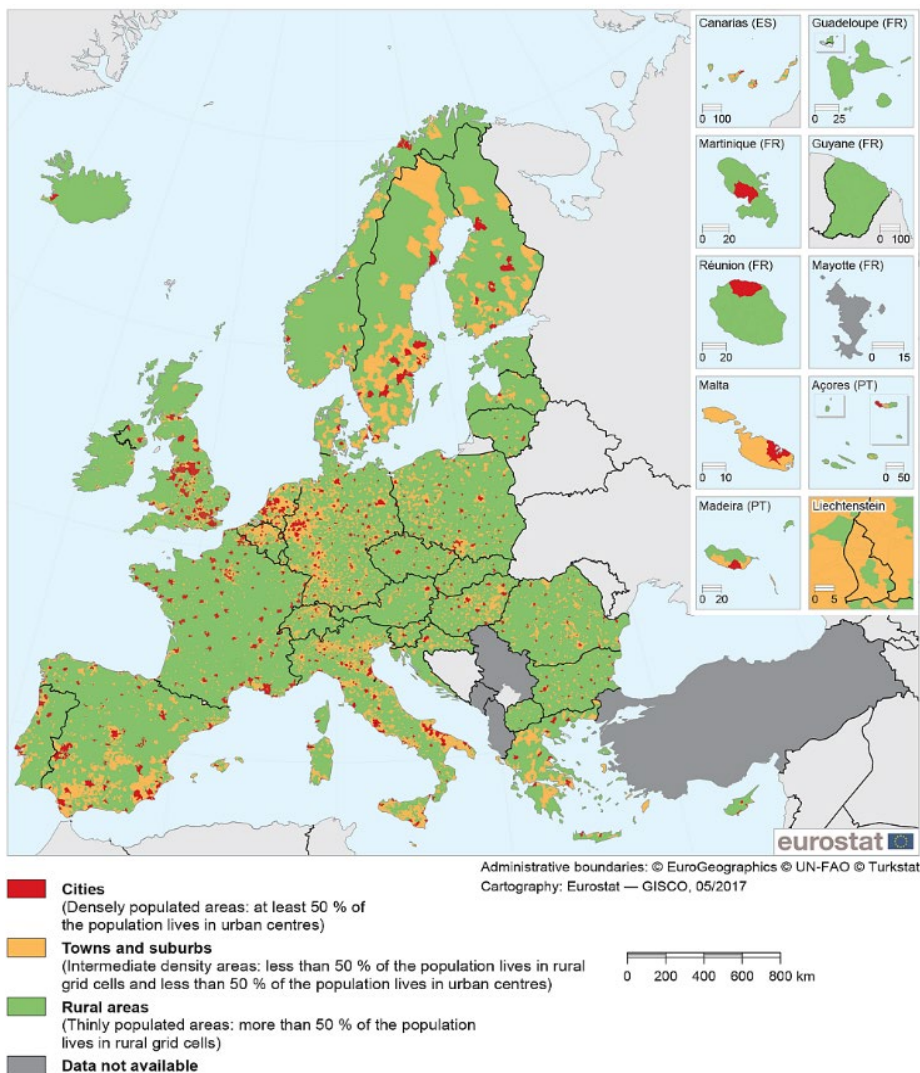 Canarias (ES)
0 100
Guadeloupe (FR)
0 25
Martinique (FR)
0 20
Guyane (FR)
0 100
Réunion (FR)
0 20
Mayotte (FR)
0 15
Malta
0 10
Açores (PT)
0 50
Madeira (PT)
0 20
Liechtenstein
0 5
eurostat
Administrative boundaries: © EuroGeographics © UN-FAO © Turkstat
Cartography: Eurostat — GISCO, 05/2017
Cities
(Densely populated areas: at least 50 % of
the population lives in urban centres)
Towns and suburbs
(Intermediate density areas: less than 50 % of the population lives in rural
grid cells and less than 50 % of the population lives in urban centres)
0 200 400 600 800 km
Rural areas
(Thinly populated areas: more than 50 % of the population
lives in rural grid cells)
Data not available